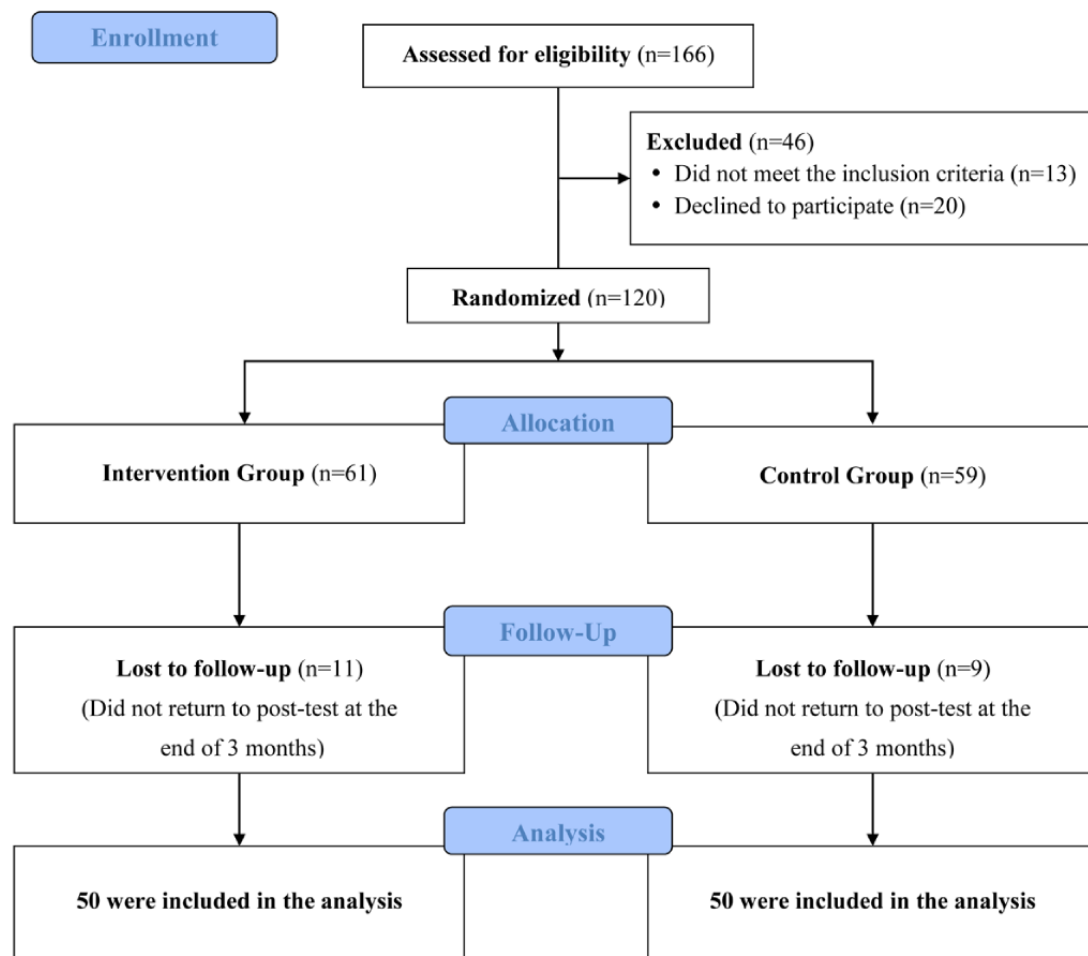 Enrollment
Assessed for eligibility (n=166)
Excluded (n=46)
• Did not meet the inclusion criteria (n=13)
• Declined to participate (n=20)
Randomized (n=120)
Allocation
Intervention Group (n=61)
Control Group (n=59)
Follow-Up
Lost to follow-up (n=11)
(Did not return to post-test at the
end of 3 months)
Lost to follow-up (n=9)
(Did not return to post-test at the
end of 3 months)
Analysis
50 were included in the analysis
50 were included in the analysis